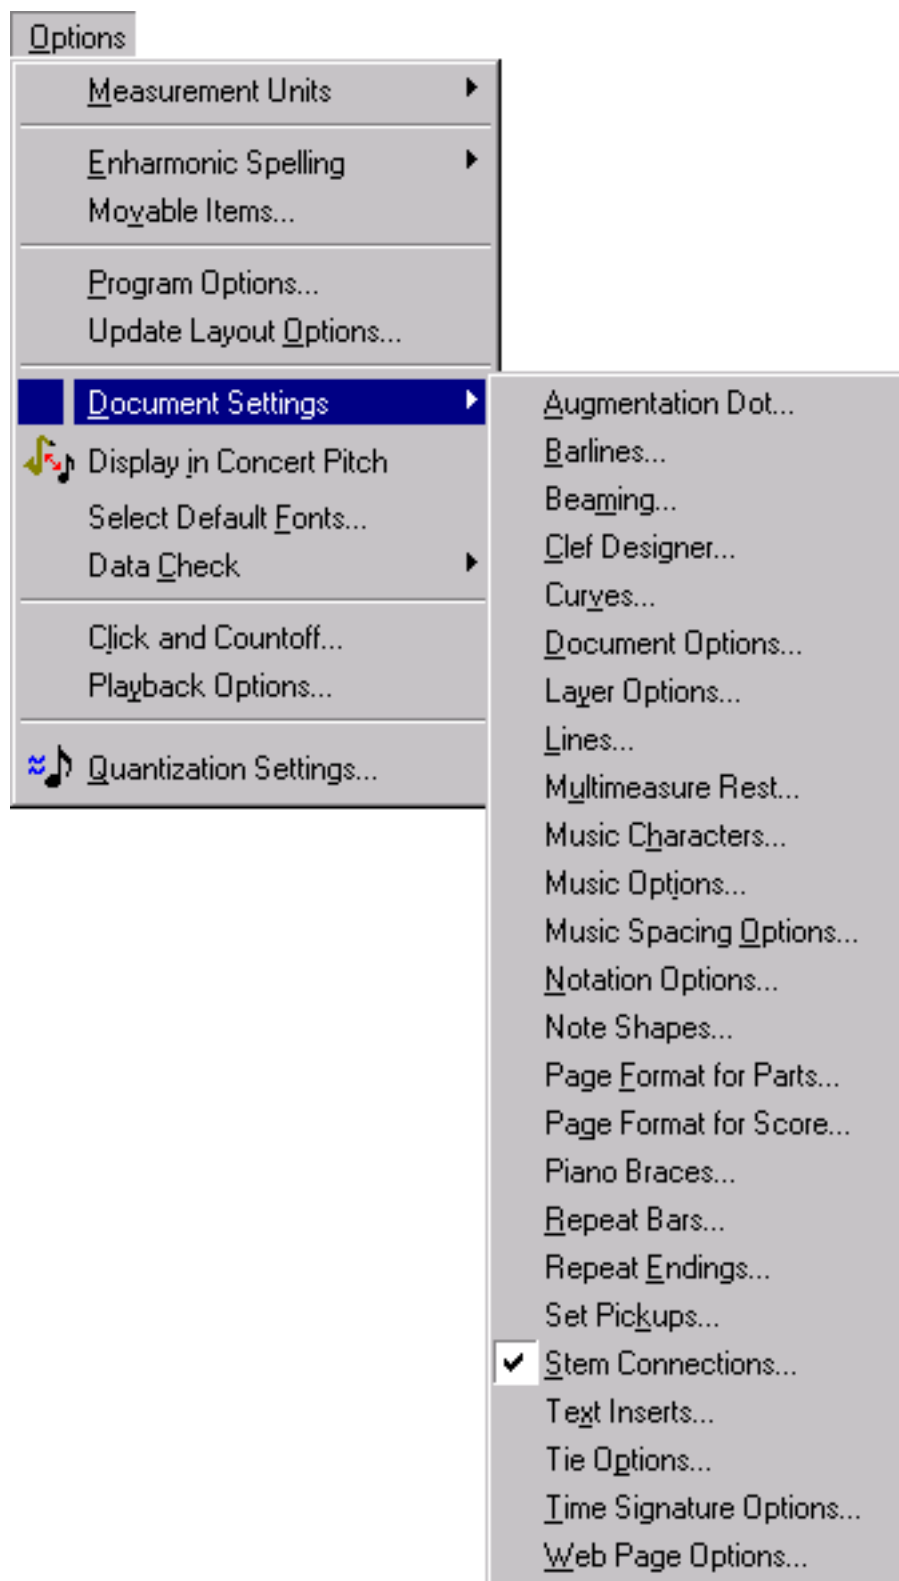 Options
Measurement Units
Enharmonic Spelling
Movable Items...
Program Options...
Update Layout Options...
Document Settings
Display in Concert Pitch
Select Default Fonts...
Data Check
Click and Countoff...
Playback Options...
Quantization Settings...
Augmentation Dot...
Barlines...
Beaming...
Clef Designer...
Curves...
Document Options...
Layer Options...
Lines...
Multimeasure Rest...
Music Characters...
Music Options...
Music Spacing Options...
Notation Options...
Note Shapes...
Page Format for Parts...
Page Format for Score...
Piano Braces...
Repeat Bars...
Repeat Endings...
Set Pickups...
Stem Connections...
Text Inserts...
Tie Options...
Time Signature Options...
Web Page Options...